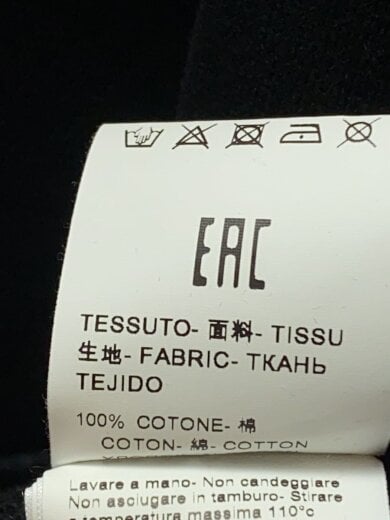 EAC
TESSUTO- 面料- TISSU
生地- FABRIC- ТКАНЬ
TEJIDO
100% COTONE- 棉
COTON- 綿- COTTON
Lavare a mano- Non candeggiare
Non asciugare in tamburo- Stirare
a temperatura massima 110°c